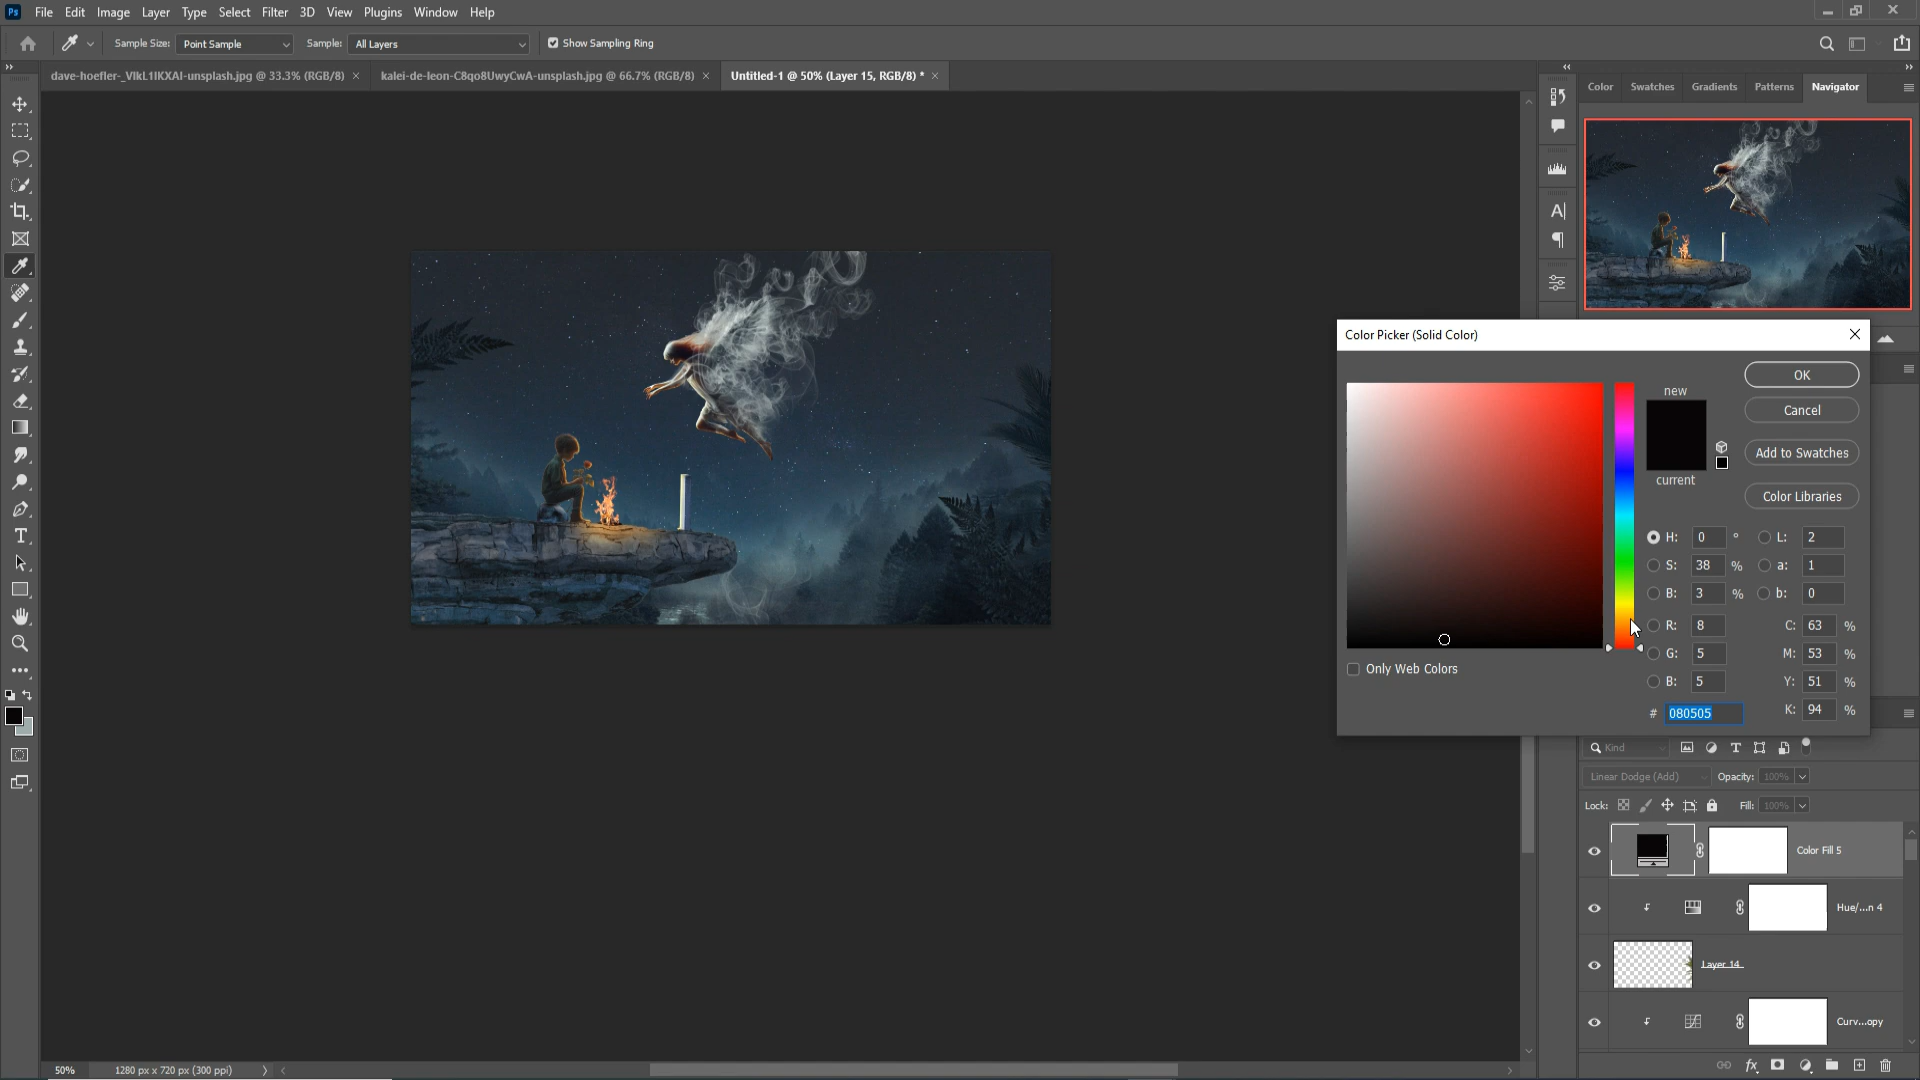 Ps File Edit Image Layer Type Select Filter 3D View Plugins Window Help
Sample Size: Point Sample Sample: All Layers Show Sampling Ring
dave-hoefler-_VIkL1IKXAI-unsplash.jpg @ 33.3% (RGB/8) × kalei-de-leon-C8qo8UwyCwA-unsplash.jpg @ 66.7% (RGB/8) × Untitled-1 @ 50% (Layer 15, RGB/8) * ×
Color Swatches Gradients Patterns Navigator
Color Picker (Solid Color)
new
OK
Cancel
Add to Swatches
current
Color Libraries
H: 0 ° L: 2
S: 38 % a: 1
B: 3 % b: 0
R: 8 C: 63 %
G: 5 M: 53 %
Only Web Colors
B: 5 Y: 51 %
# 080505 K: 94 %
Kind
Linear Dodge (Add) Opacity: 100%
Lock: Fill: 100%
Color Fill 5
Hue/...n 4
Layer 14
Curv...opy
50% 1280 px x 720 px (300 ppi)